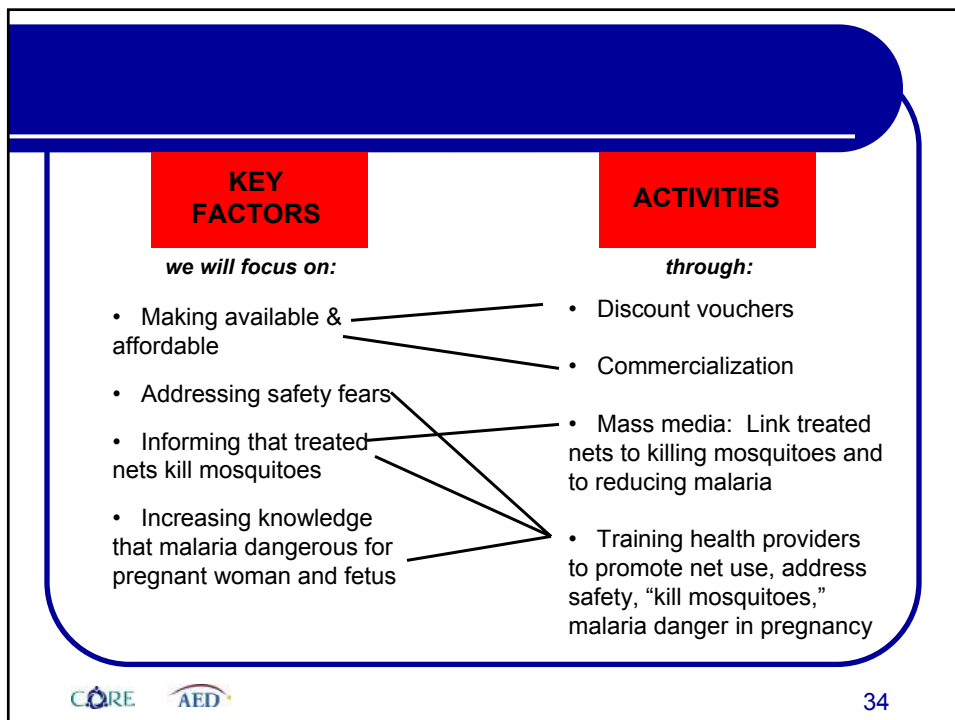 KEY
FACTORS
we will focus on:
• Making available &
affordable
• Addressing safety fears
• Informing that treated
nets kill mosquitoes
• Increasing knowledge
that malaria dangerous for
pregnant woman and fetus
ACTIVITIES
through:
• Discount vouchers
• Commercialization
• Mass media: Link treated
nets to killing mosquitoes and
to reducing malaria
• Training health providers
to promote net use, address
safety, “kill mosquitoes,”
malaria danger in pregnancy
CORE
AED
34